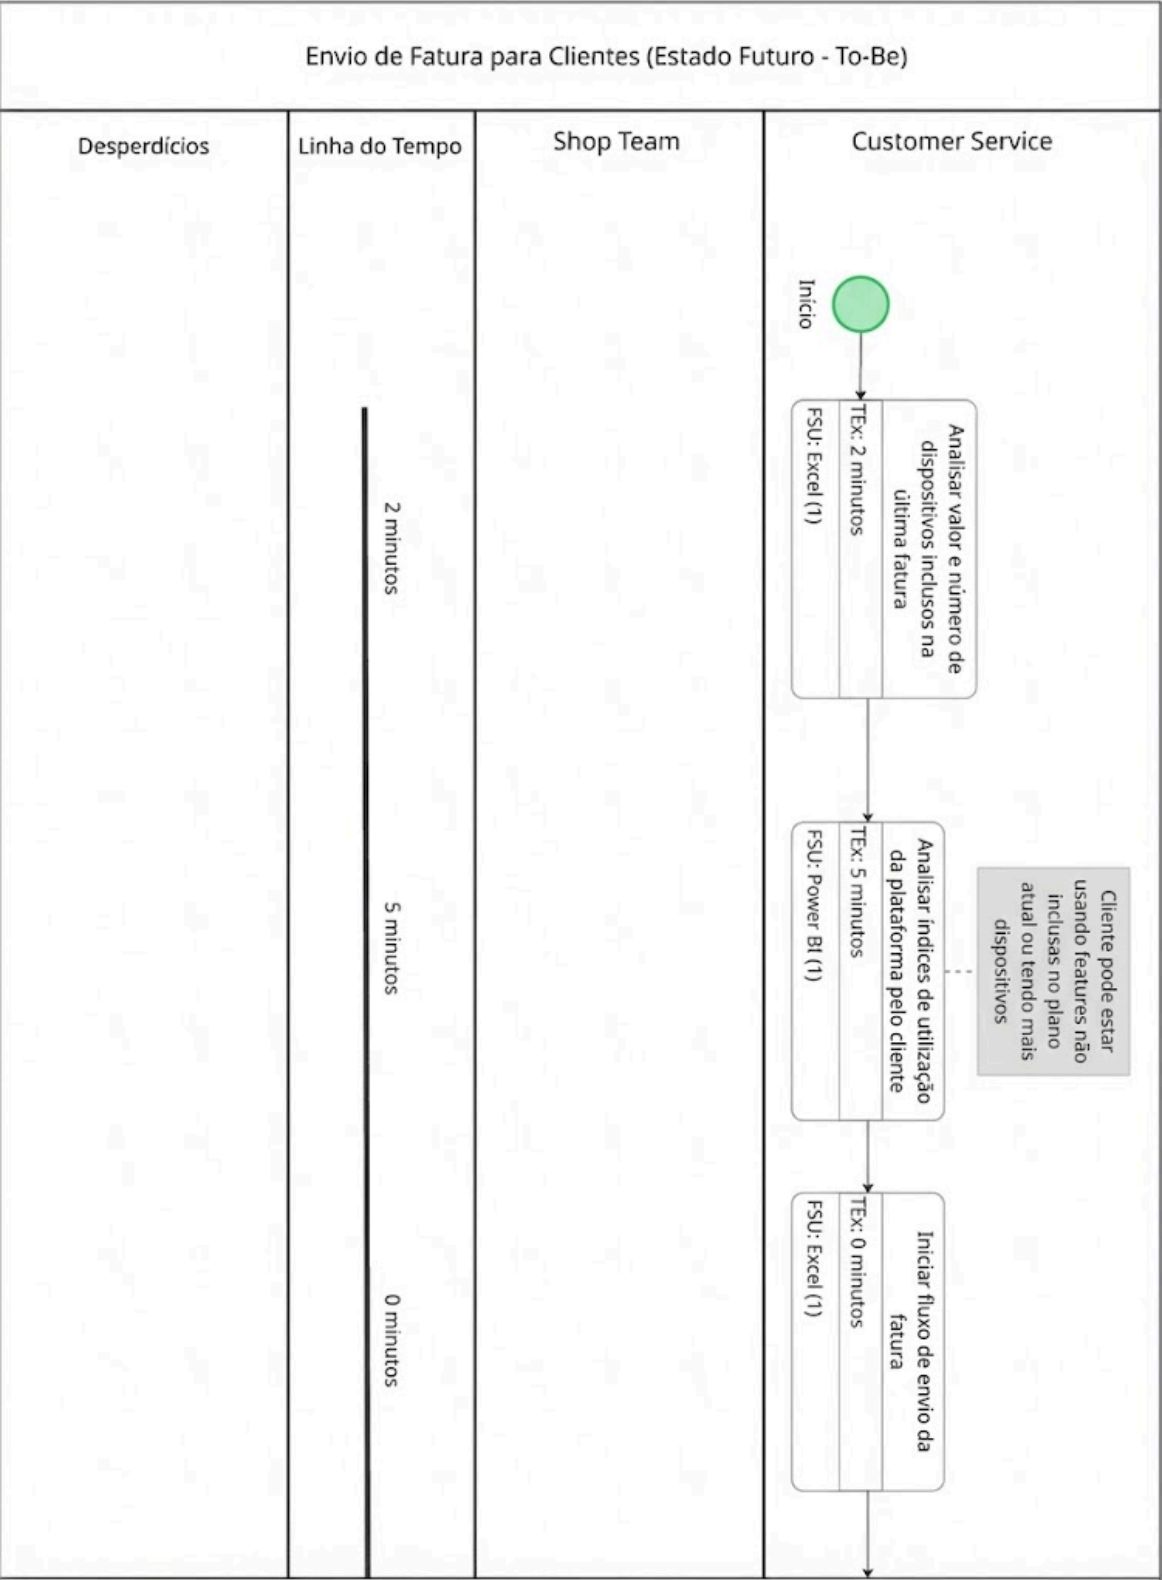 Envio de Fatura para Clientes (Estado Futuro - To-Be)
Desperdícios
Linha do Tempo
Shop Team
Customer Service
Início
Analisar valor e número de
dispositivos inclusos na
última fatura
TEx: 2 minutos
FSU: Excel (1)
2 minutos
Cliente pode estar
usando features não
inclusas no plano
atual ou tendo mais
dispositivos
Analisar índices de utilização
da plataforma pelo cliente
TEx: 5 minutos
FSU: Power BI (1)
5 minutos
Iniciar fluxo de envio da
fatura
TEx: 0 minutos
FSU: Excel (1)
0 minutos